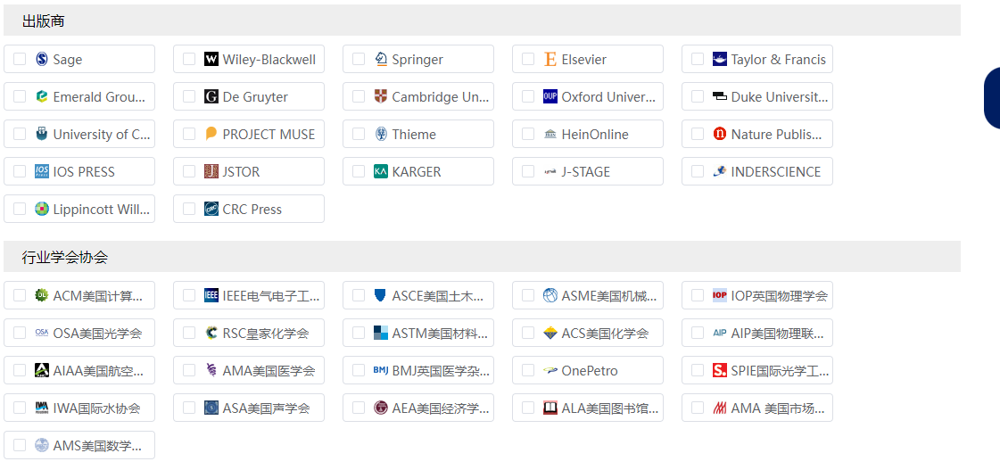 出版商
Sage Wiley-Blackwell Springer Elsevier Taylor & Francis
Emerald Grou... De Gruyter Cambridge Un... Oxford Univer... Duke Universit...
University of C... PROJECT MUSE Thieme HeinOnline Nature Publis...
IOS PRESS JSTOR KARGER J-STAGE INDERSCIENCE
Lippincott Will... CRC Press
行业学会协会
ACM美国计算... IEEE电气电子工... ASCE美国土木... ASME美国机械... IOP英国物理学会
OSA美国光学会 RSC皇家化学会 ASTM美国材料... ACS美国化学会 AIP美国物理联...
AIAA美国航空... AMA美国医学会 BMJ英国医学杂... OnePetro SPIE国际光学工...
IWA国际水协会 ASA美国声学会 AEA美国经济学... ALA美国图书馆... AMA 美国市场...
AMS美国数学...